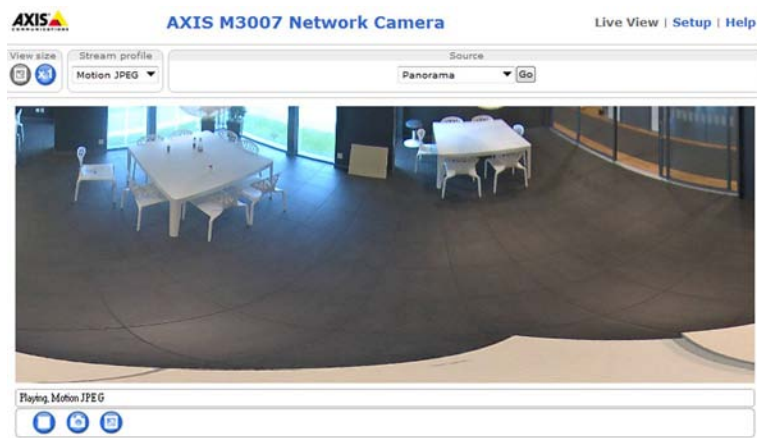 AXIS
COMMUNICATIONS
AXIS M3007 Network Camera
Live View | Setup | Help
View size
Stream profile
Source
Motion JPEG
Panorama
Go
Playing, Motion JPEG